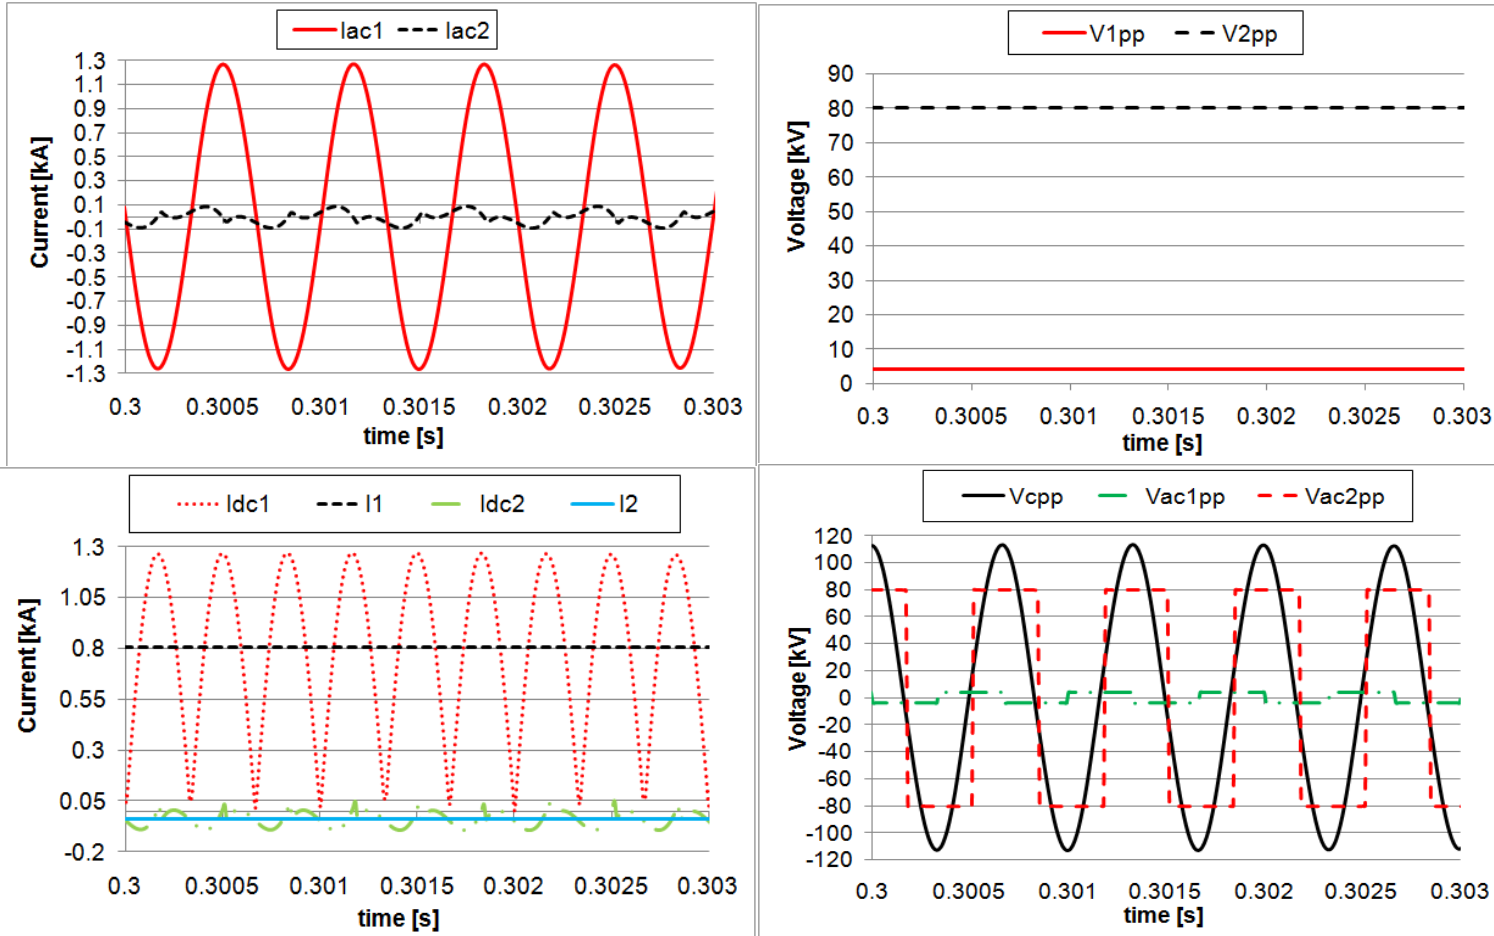 Iac1 Iac2
1.3
1.1
0.9
0.7
0.5
0.3
0.1
-0.1
-0.3
-0.5
-0.7
-0.9
-1.1
-1.3
Current [kA]
0.3 0.3005 0.301 0.3015 0.302 0.3025 0.303
time [s]
V1pp V2pp
90
80
70
60
50
40
30
20
10
0
Voltage [kV]
0.3 0.3005 0.301 0.3015 0.302 0.3025 0.303
time [s]
Idc1 I1 Idc2 I2
1.3
1.05
0.8
0.55
0.3
0.05
-0.2
Current [kA]
0.3 0.3005 0.301 0.3015 0.302 0.3025 0.303
time [s]
Vcpp Vac1pp Vac2pp
120
100
80
60
40
20
0
-20
-40
-60
-80
-100
-120
Voltage [kV]
0.3 0.3005 0.301 0.3015 0.302 0.3025 0.303
time [s]